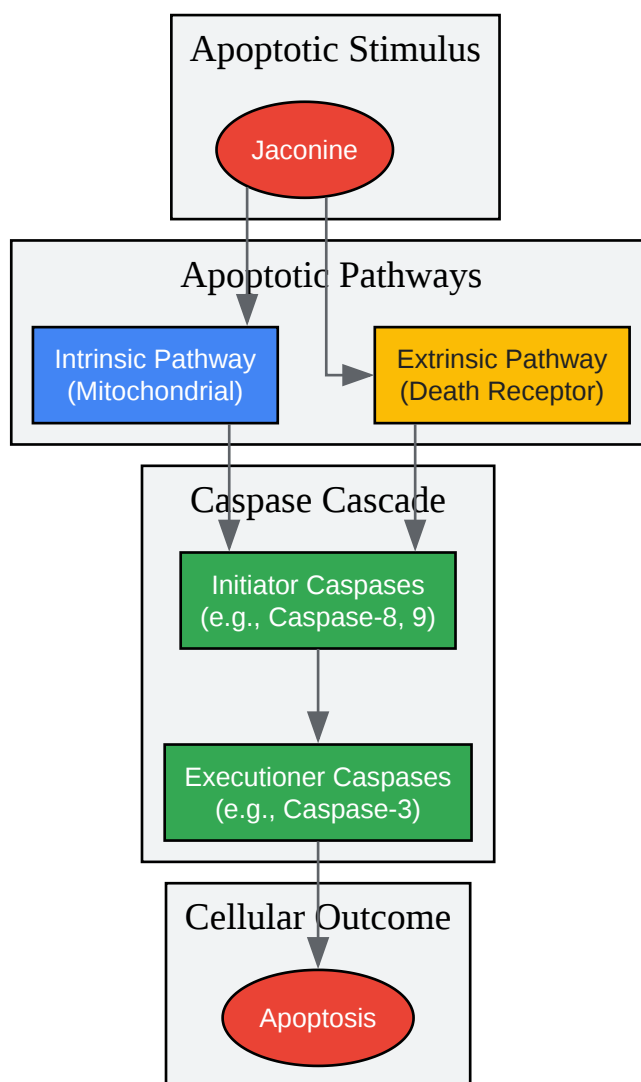 Apoptotic Stimulus
Jaconine
Apoptotic Pathways
Intrinsic Pathway
(Mitochondrial)
Extrinsic Pathway
(Death Receptor)
Caspase Cascade
Initiator Caspases
(e.g., Caspase-8, 9)
Executioner Caspases
(e.g., Caspase-3)
Cellular Outcome
Apoptosis